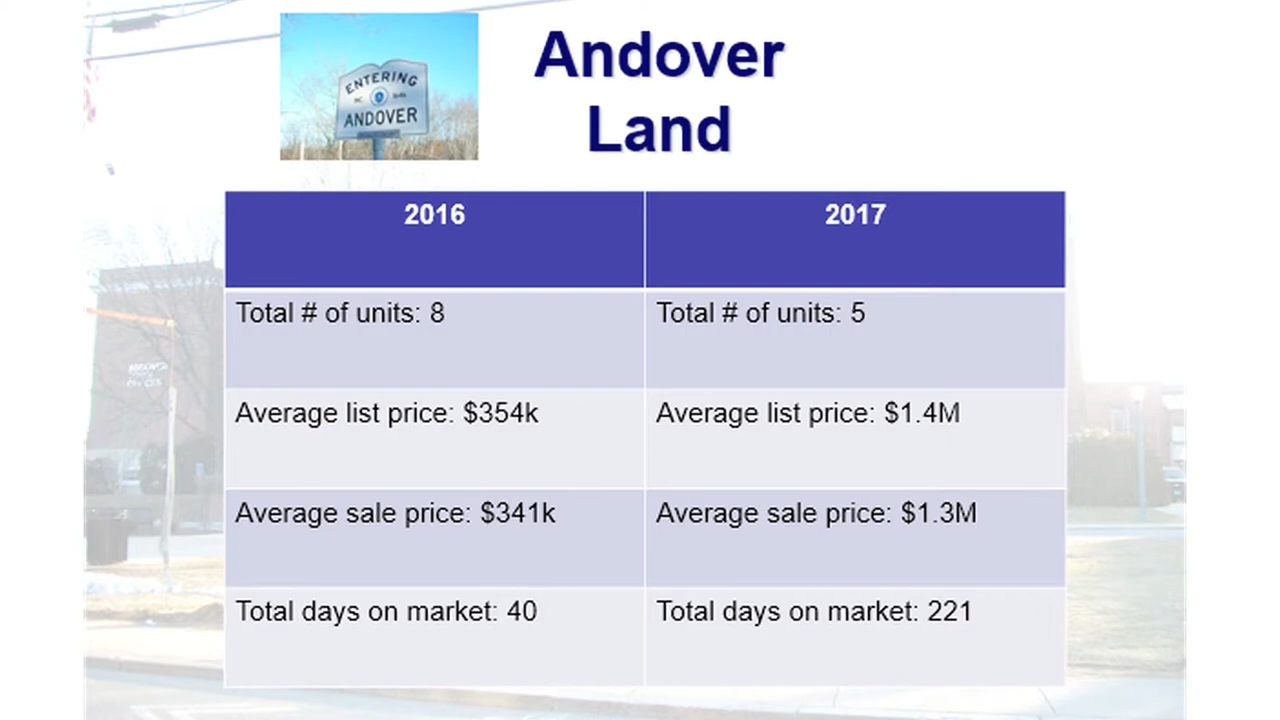 Andover
Land
ENTERING
ANDOVER
2016
2017
Total # of units: 8
Total # of units: 5
Average list price: $354k
Average list price: $1.4M
Average sale price: $341k
Average sale price: $1.3M
Total days on market: 40
Total days on market: 221